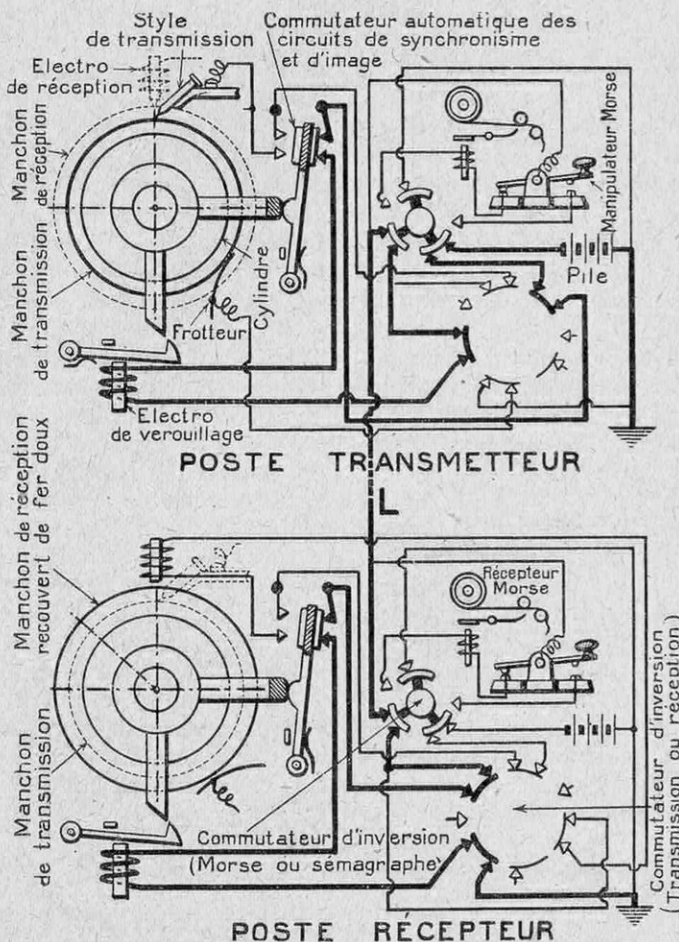 Style
de transmission
Commutateur automatique des
circuits de synchronisme
et d'image
Electro
de réception
Manchon
de réception
Manchon
de transmission
Cylindre
Frotteur
Electro
de verouillage
Manipulateur Morse
Pile
POSTE TRANSMETTEUR
L
Manchon de réception
recouvert de fer doux
Manchon
de transmission
Récepteur
Morse
Commutateur d'inversion
(Morse ou sémagraphe)
Commutateur d'inversion
(Transmission ou réception)
POSTE RÉCEPTEUR